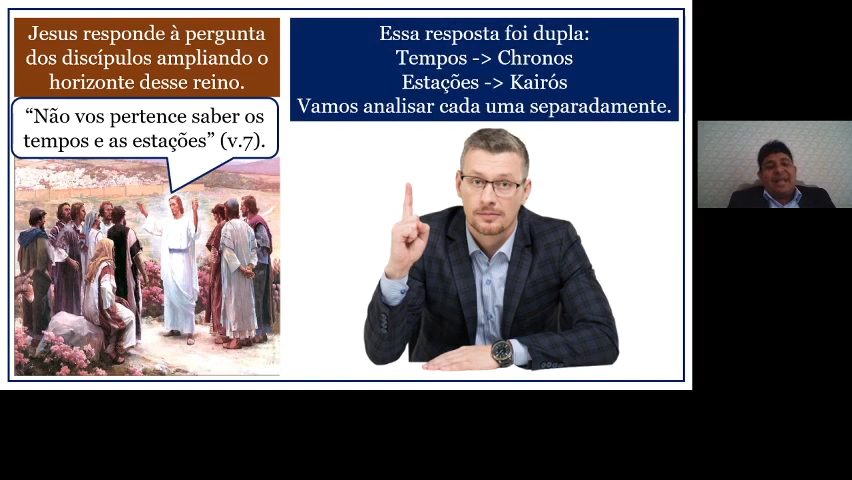 Jesus responde à pergunta
dos discípulos ampliando o
horizonte desse reino.
“Não vos pertence saber os
tempos e as estações” (v.7).
Essa resposta foi dupla:
Tempos -> Chronos
Estações -> Kairós
Vamos analisar cada uma separadamente.